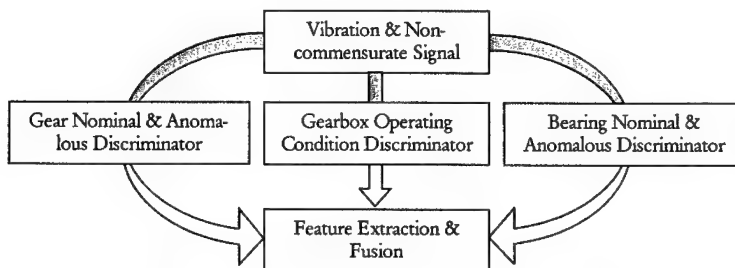 Vibration & Non-
commensurate Signal
Gear Nominal & Anoma-
lous Discriminator
Gearbox Operating
Condition Discriminator
Bearing Nominal &
Anomalous Discriminator
Feature Extraction &
Fusion